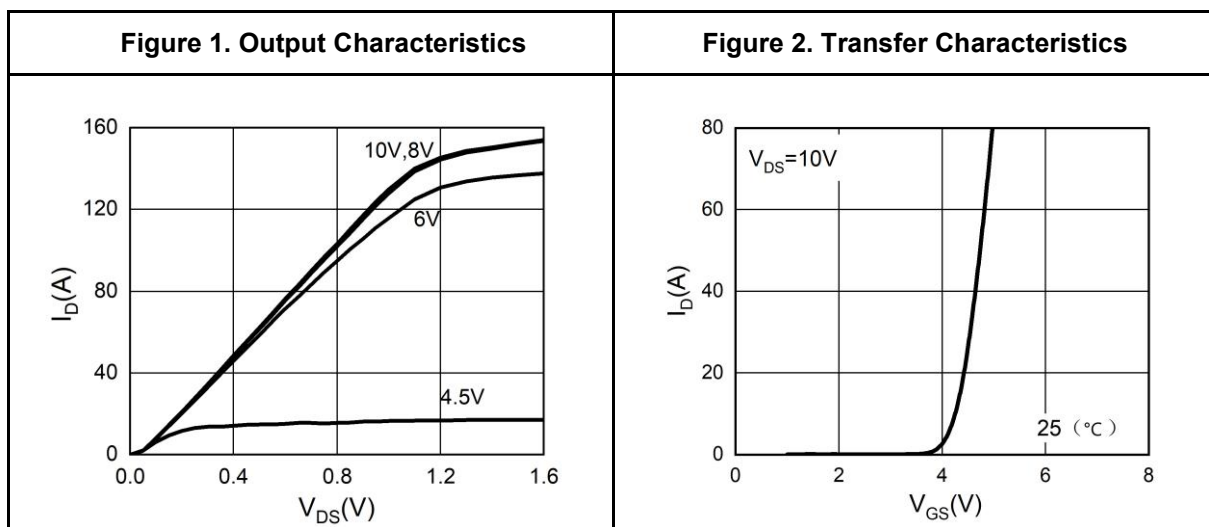 Figure 1. Output Characteristics
160
120
80
40
0
I_D(A)
10V,8V
6V
4.5V
0.0 0.4 0.8 1.2 1.6
V_DS(V)
Figure 2. Transfer Characteristics
80
60
40
20
0
I_D(A)
V_DS=10V
25（℃）
0 2 4 6 8
V_GS(V)